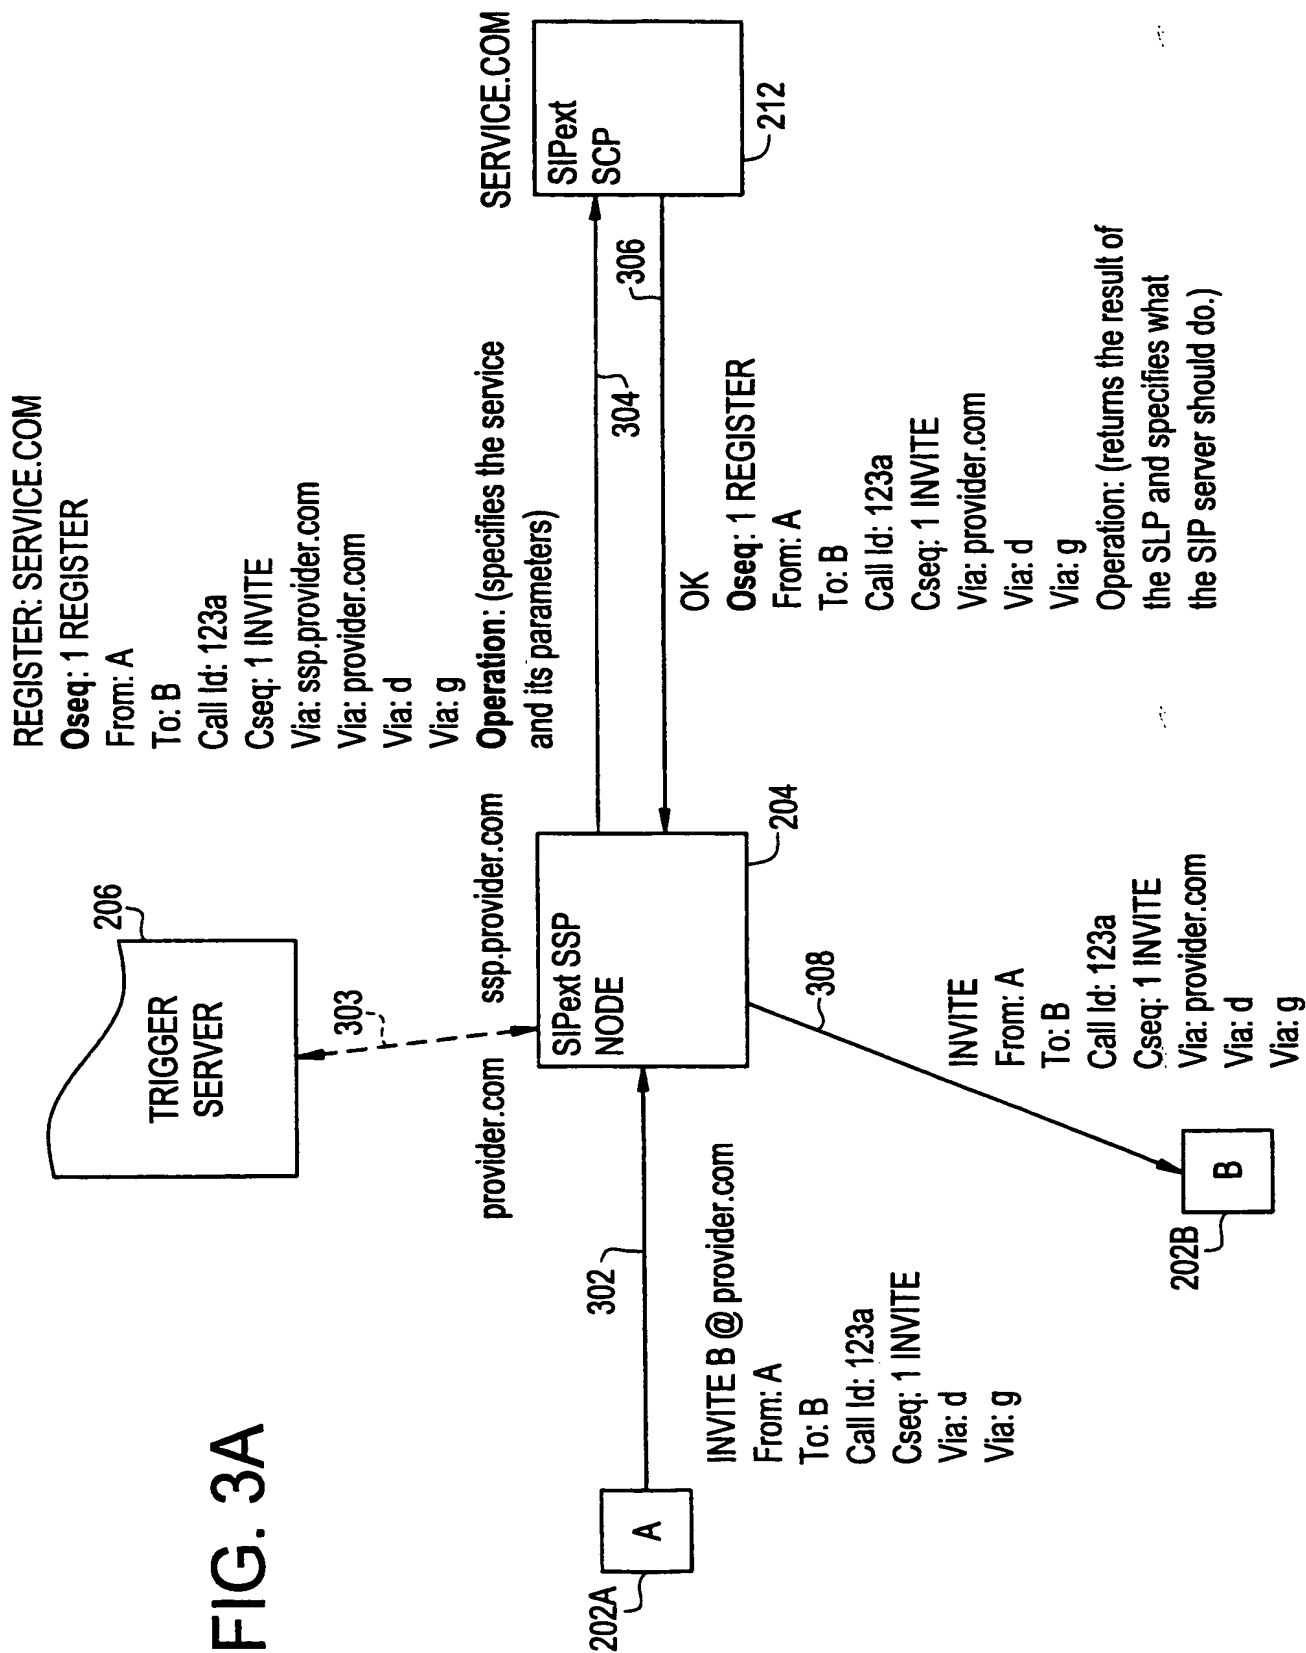 FIG. 3A
REGISTER: SERVICE.COM
Oseq: 1 REGISTER
From: A
To: B
Call Id: 123a
Cseq: 1 INVITE
Via: ssp.provider.com
Via: provider.com
Via: d
Via: g
Operation: (specifies the service
and its parameters)
206
TRIGGER
SERVER
303
provider.com
ssp.provider.com
SERVICE.COM
SIPext SSP
NODE
204
SIPext
SCP
212
304
306
302
A
202A
INVITE B @ provider.com
From: A
To: B
Call Id: 123a
Cseq: 1 INVITE
Via: d
Via: g
OK
Oseq: 1 REGISTER
From: A
To: B
Call Id: 123a
Cseq: 1 INVITE
Via: provider.com
Via: d
Via: g
Operation: (returns the result of
the SLP and specifies what
the SIP server should do.)
308
INVITE
From: A
To: B
Call Id: 123a
Cseq: 1 INVITE
Via: provider.com
Via: d
Via: g
B
202B